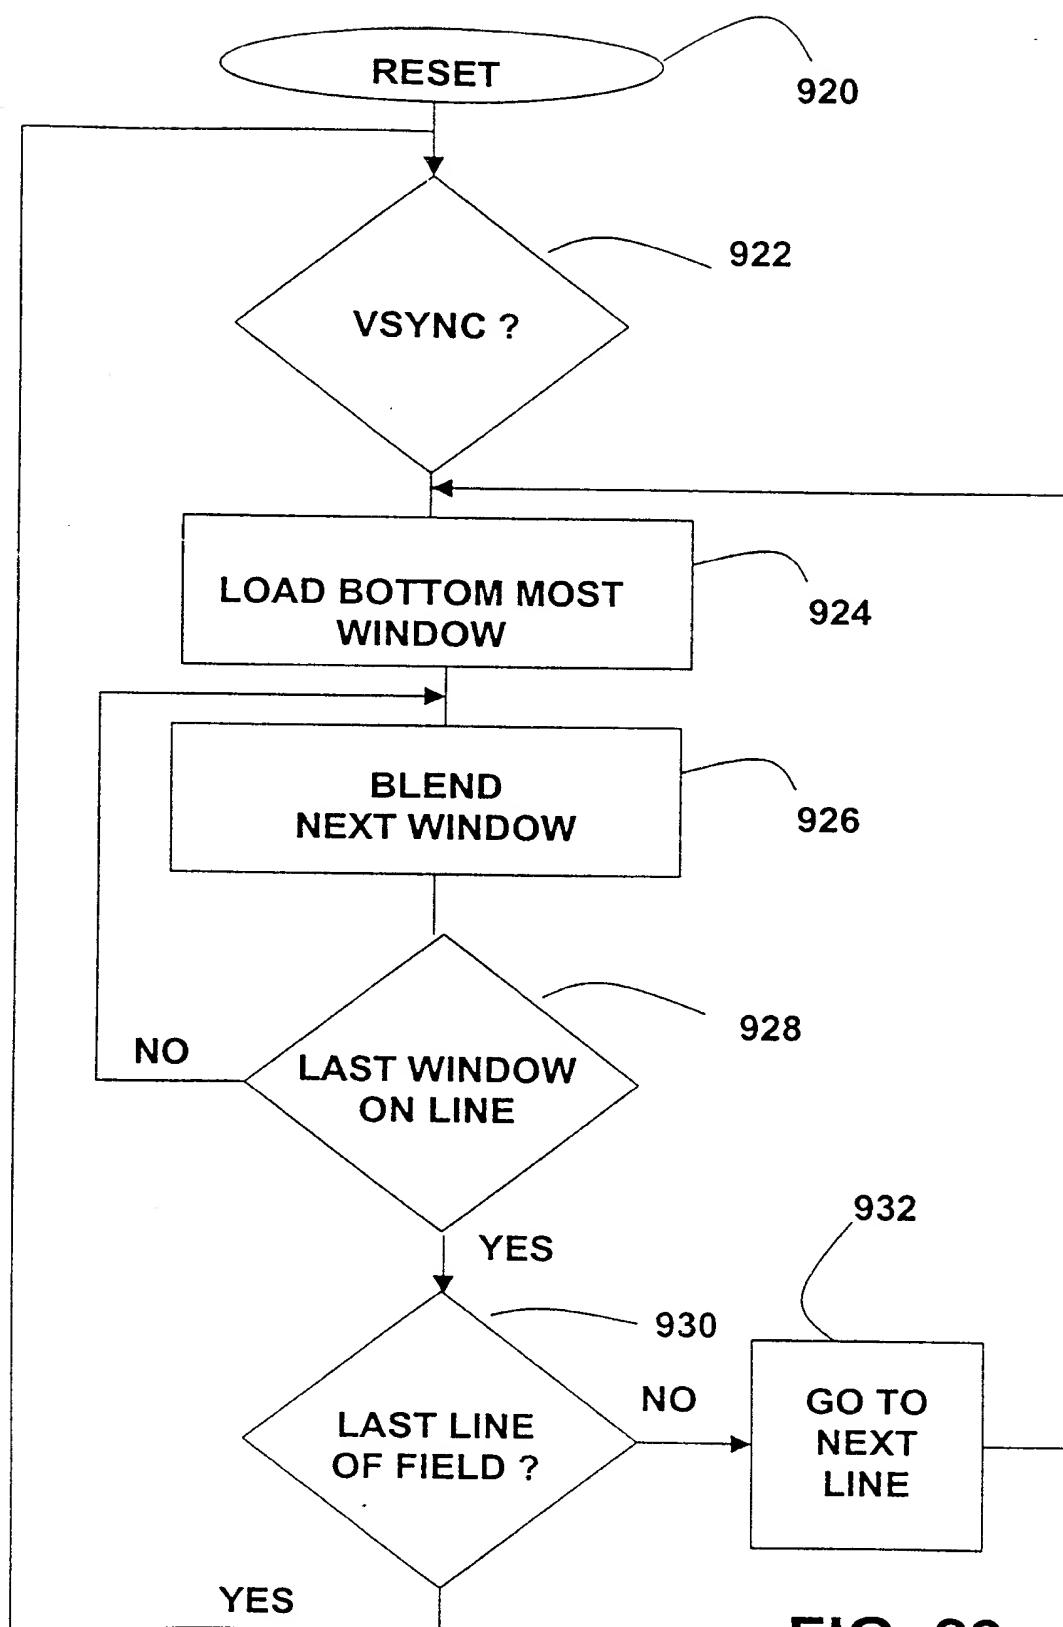 RESET
920
922
VSYNC ?
LOAD BOTTOM MOST
WINDOW
924
BLEND
NEXT WINDOW
926
928
NO
LAST WINDOW
ON LINE
932
YES
930
NO
GO TO
NEXT
LINE
LAST LINE
OF FIELD ?
YES
FIG.